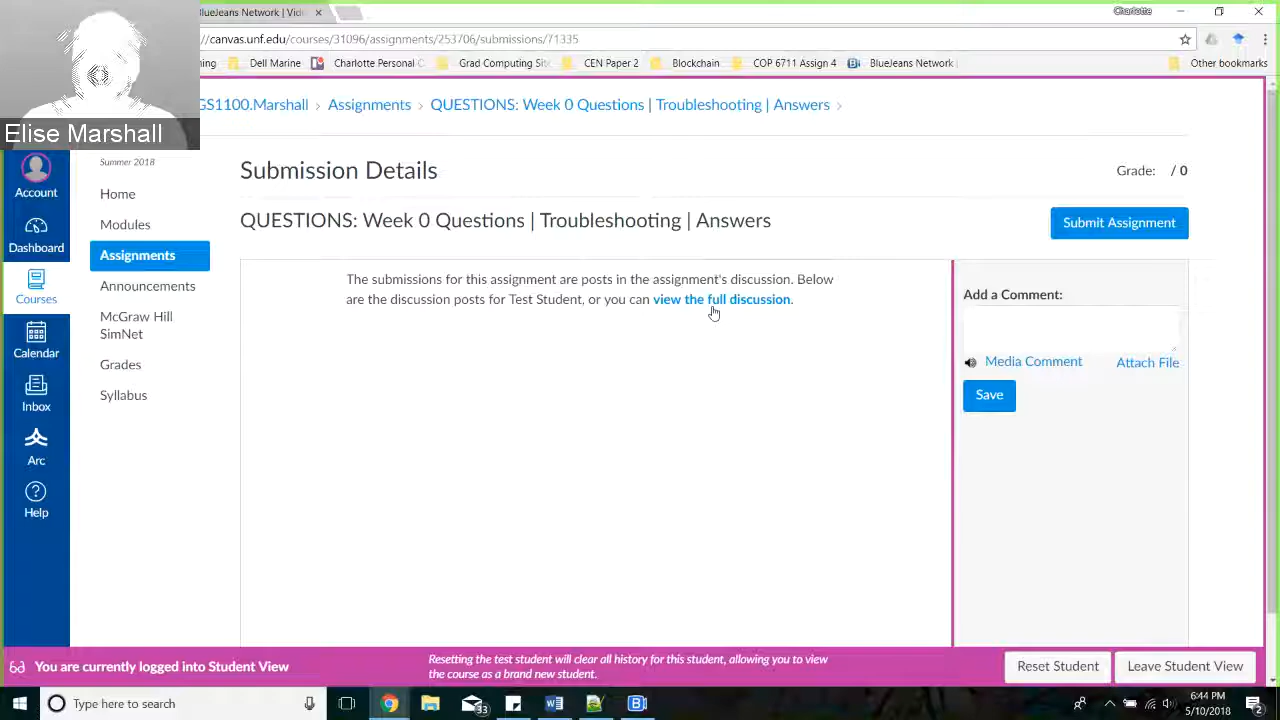 BlueJeans Network | Video
Charlotte
//canvas.unf.edu/courses/31096/assignments/253706/submissions/71335
Dell Marine
Charlotte Personal C
Grad Computing Site
CEN Paper 2
Blockchain
COP 6711 Assign 4
BlueJeans Network
Other bookmarks
Elise Marshall
GS1100.Marshall > Assignments > QUESTIONS: Week 0 Questions | Troubleshooting | Answers >
Account
Dashboard
Courses
Calendar
Inbox
Arc
Help
Summer 2018
Home
Modules
Assignments
Announcements
McGraw Hill
SimNet
Grades
Syllabus
Submission Details
Grade: / 0
QUESTIONS: Week 0 Questions | Troubleshooting | Answers
Submit Assignment
The submissions for this assignment are posts in the assignment's discussion. Below
are the discussion posts for Test Student, or you can view the full discussion.
Add a Comment:
Media Comment
Attach File
Save
You are currently logged into Student View
Resetting the test student will clear all history for this student, allowing you to view
the course as a brand new student.
Reset Student
Leave Student View
Type here to search
33
6:44 PM
5/10/2018
2